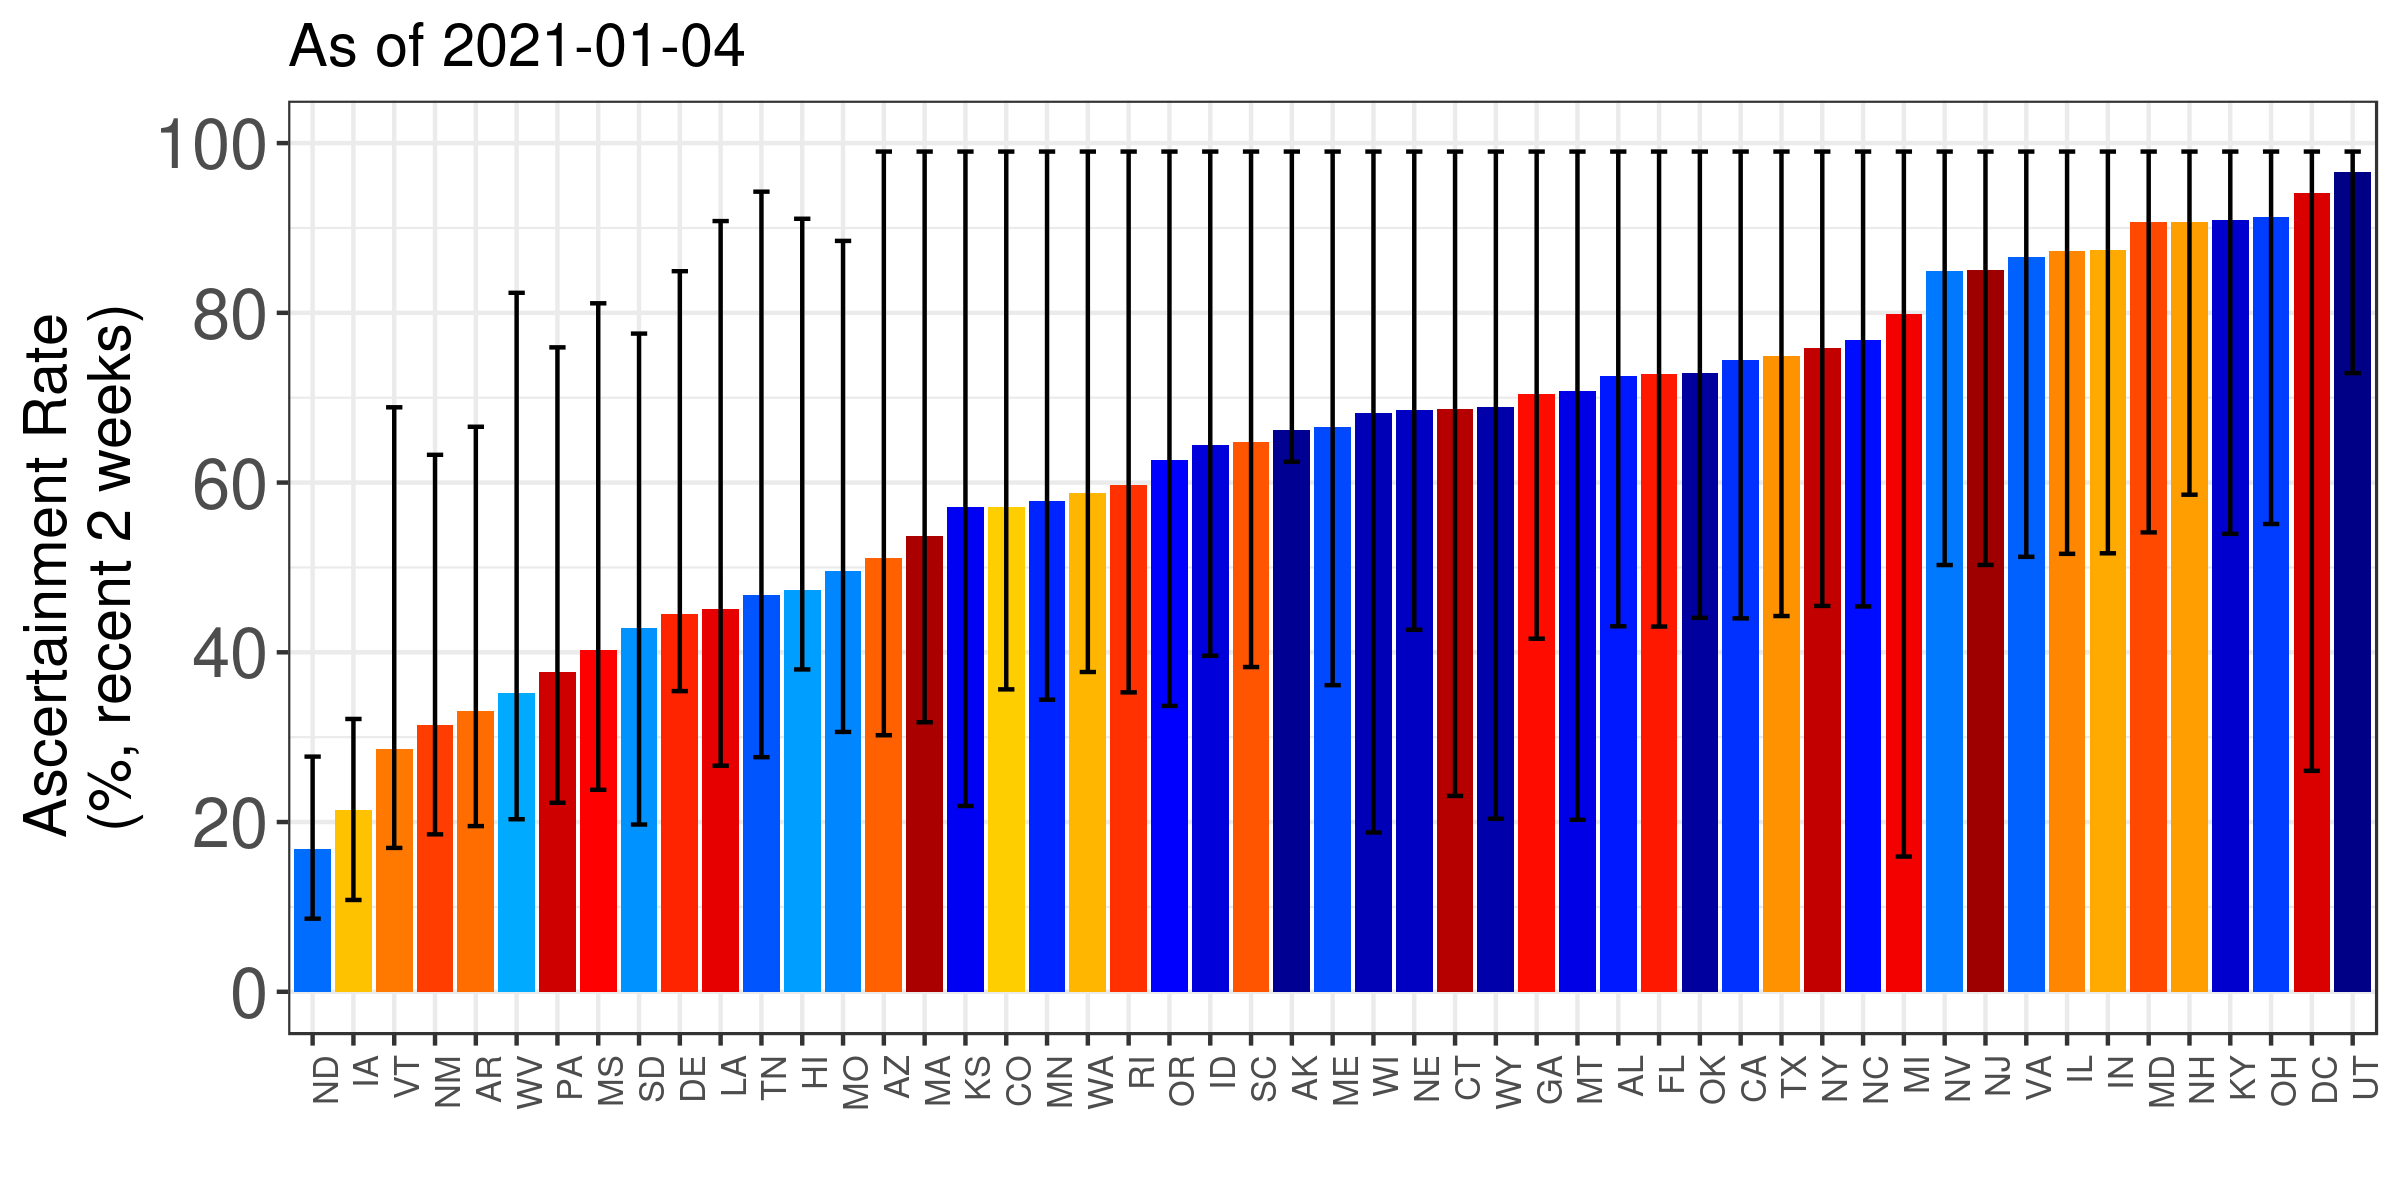 As of 2021-01-04
Ascertainment Rate
(%, recent 2 weeks)
100
80
60
40
20
0
ND IA VT NM AR WV PA MS SD DE LA TN HI MO AZ MA KS CO MN WA RI OR ID SC AK ME WI NE CT WY GA MT AL FL OK CA TX NY NC MI NV NJ VA IL IN MD NH KY OH DC UT